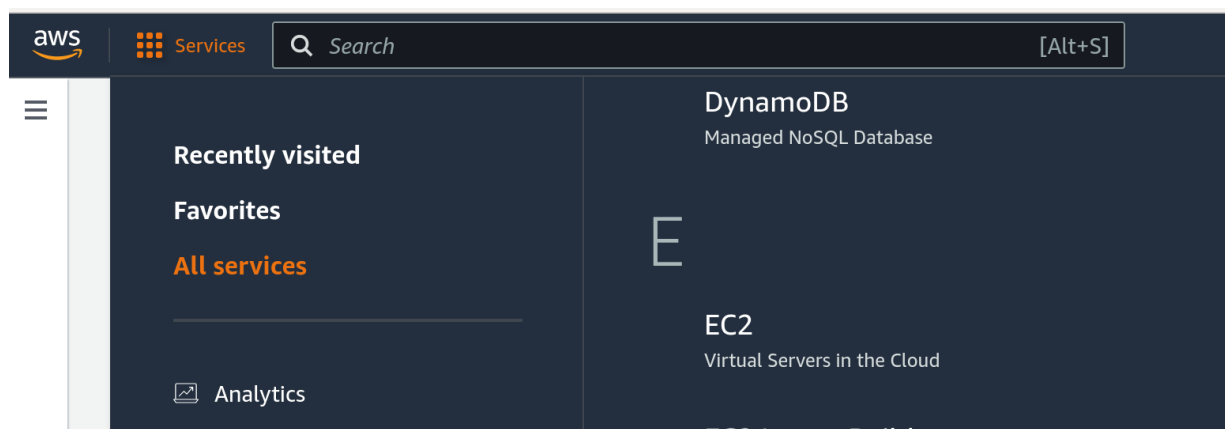 aws
Services
Search [Alt+S]
Recently visited
Favorites
All services
Analytics
DynamoDB
Managed NoSQL Database
E
EC2
Virtual Servers in the Cloud